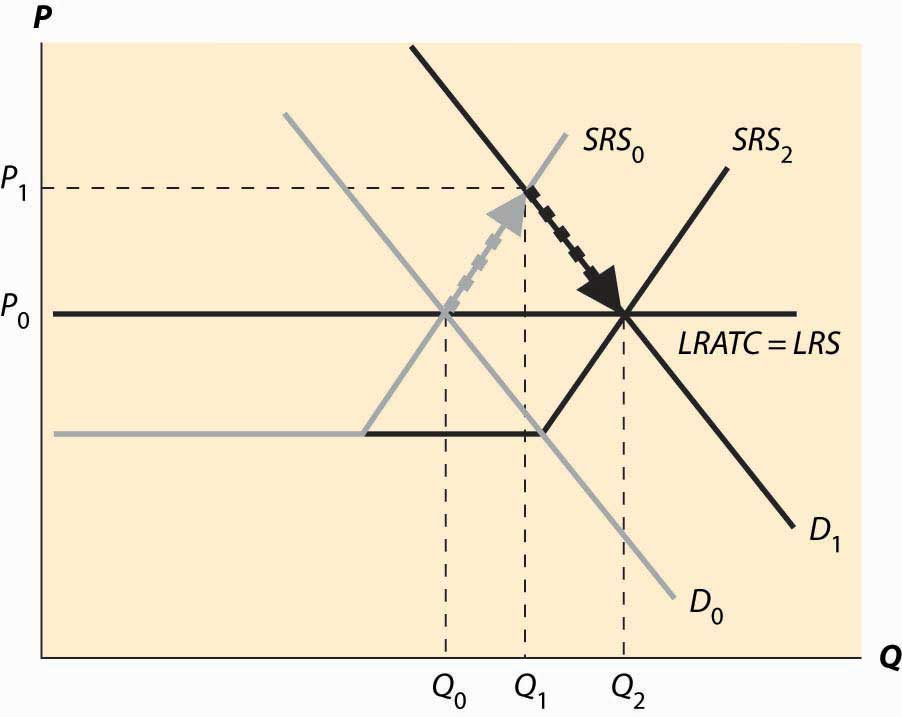 P
SRS0
SRS2
P1
P0
LRATC = LRS
D1
D0
Q
Q0
Q1
Q2